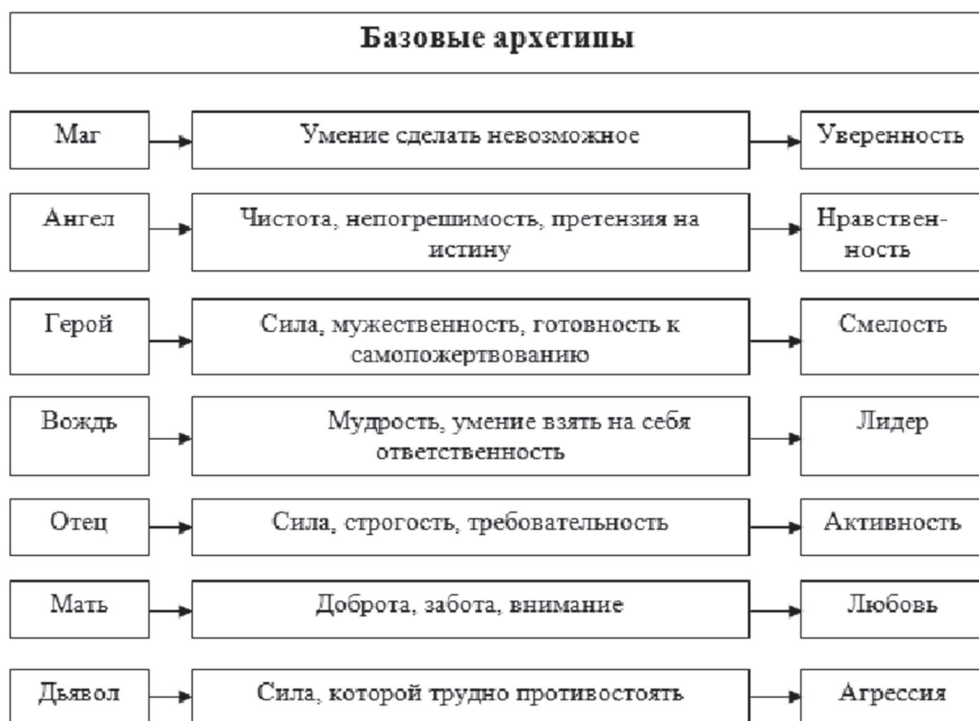 Базовые архетипы
Маг
Умение сделать невозможное
Уверенность
Ангел
Чистота, непогрешимость, претензия на
истину
Нравствен-
ность
Герой
Сила, мужественность, готовность к
самопожертвованию
Смелость
Вождь
Мудрость, умение взять на себя
ответственность
Лидер
Отец
Сила, строгость, требовательность
Активность
Мать
Доброта, забота, внимание
Любовь
Дьявол
Сила, которой трудно противостоять
Агрессия